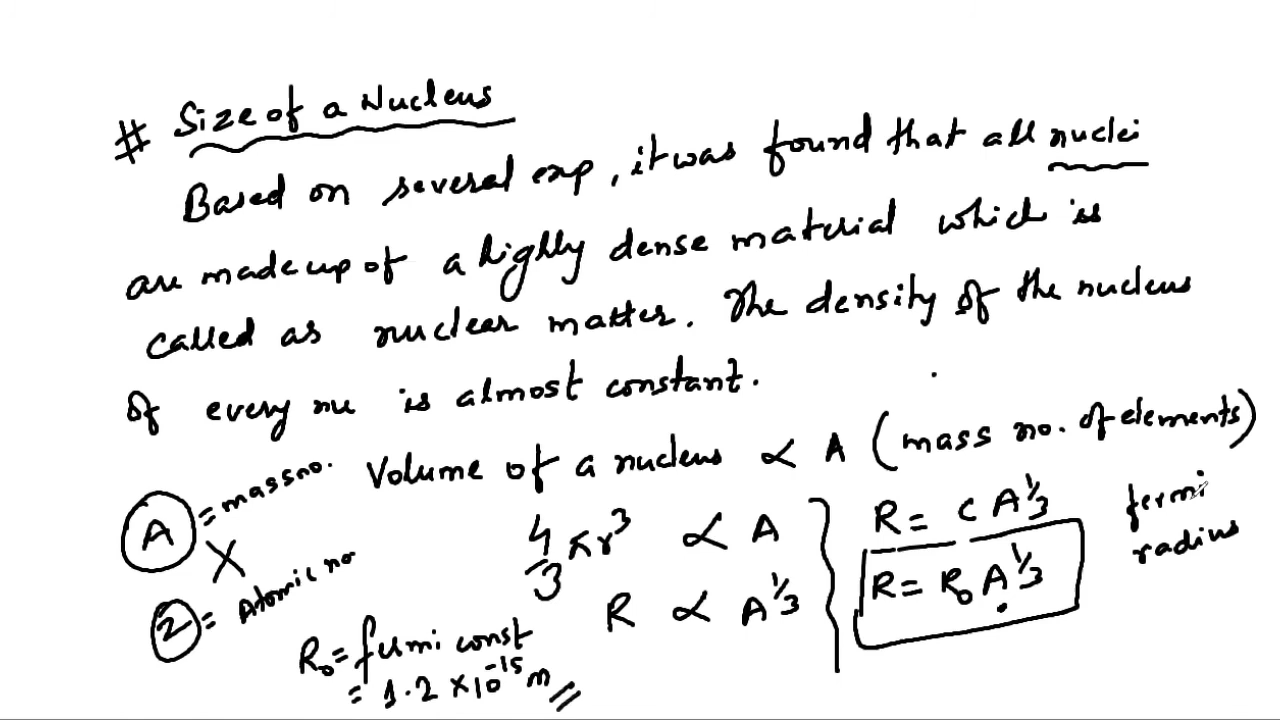 # Size of a Nucleus
Based on several exp, it was found that all nuclei
are made up of a highly dense material which is
called as nuclear matter. The density of the nucleus
of every nu is almost constant.
Volume of a nucleus ∝ A (mass no. of elements)
A = mass no.
X
Z = Atomic no
4/3 πr³ ∝ A
R ∝ A^1/3
R = C A^1/3
R = R₀ A^1/3
fermi
radius
R₀ = fermi const
= 1.2 × 10^-15 m